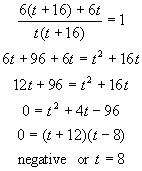 6(t + 16) + 6t / t(t + 16) = 1
6t + 96 + 6t = t² + 16t
12t + 96 = t² + 16t
0 = t² + 4t − 96
0 = (t + 12)(t − 8)
negative or t = 8